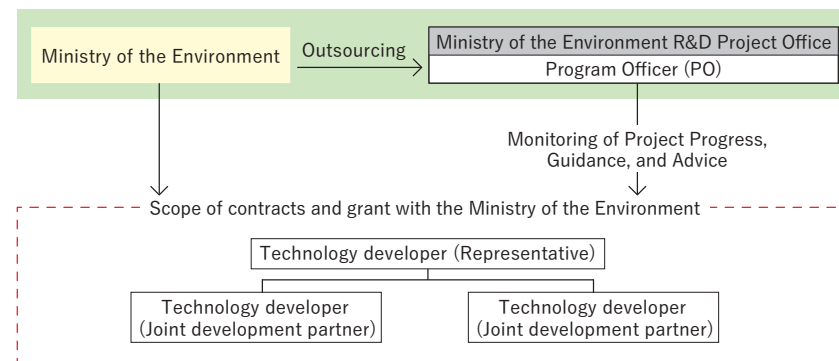 Ministry of the Environment
Outsourcing
Ministry of the Environment R&D Project Office
Program Officer (PO)
Monitoring of Project Progress,
Guidance, and Advice
Scope of contracts and grant with the Ministry of the Environment
Technology developer (Representative)
Technology developer
(Joint development partner)
Technology developer
(Joint development partner)